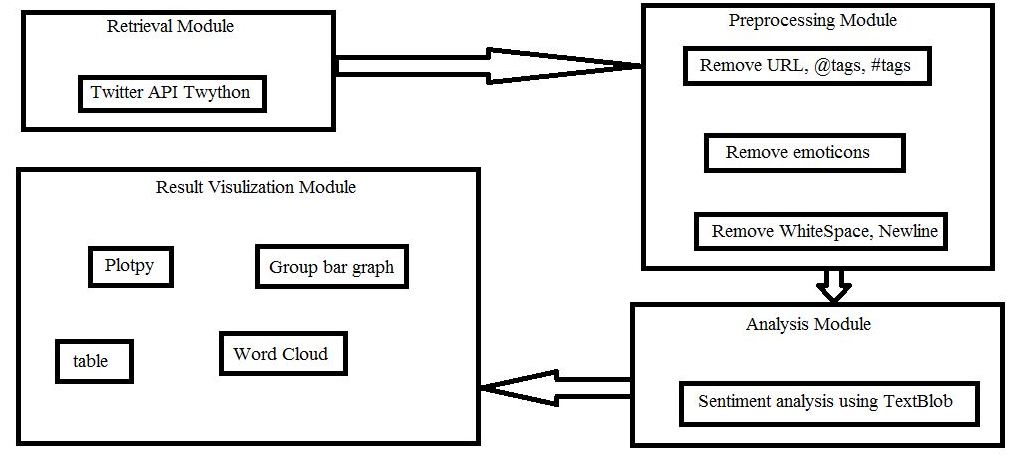 Retrieval Module
Twitter API Twython
Preprocessing Module
Remove URL, @tags, #tags
Remove emoticons
Remove WhiteSpace, Newline
Analysis Module
Sentiment analysis using TextBlob
Result Visulization Module
Plotpy
Group bar graph
table
Word Cloud